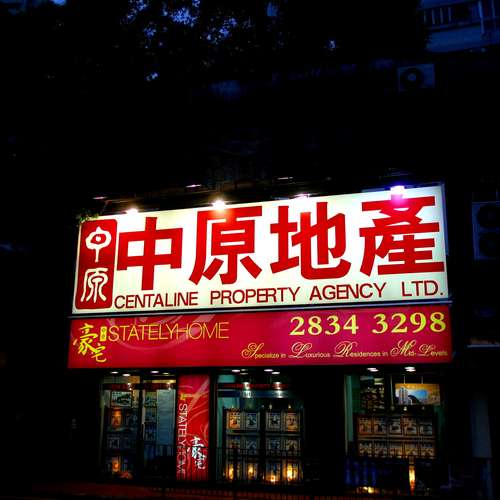 中原
中原地產
CENTALINE PROPERTY AGENCY LTD.
豪宅
STATELYHOME
2834 3298
Specialize in Luxurious Residences in Mid-Levels
STATELYHOME
豪宅